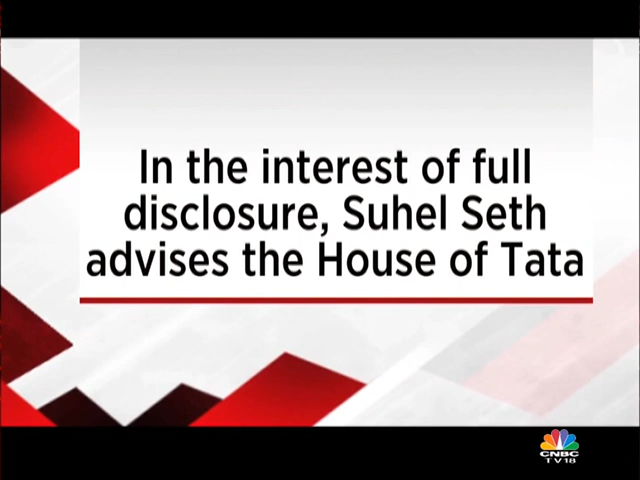 In the interest of full
disclosure, Suhel Seth
advises the House of Tata
CNBC
TV18